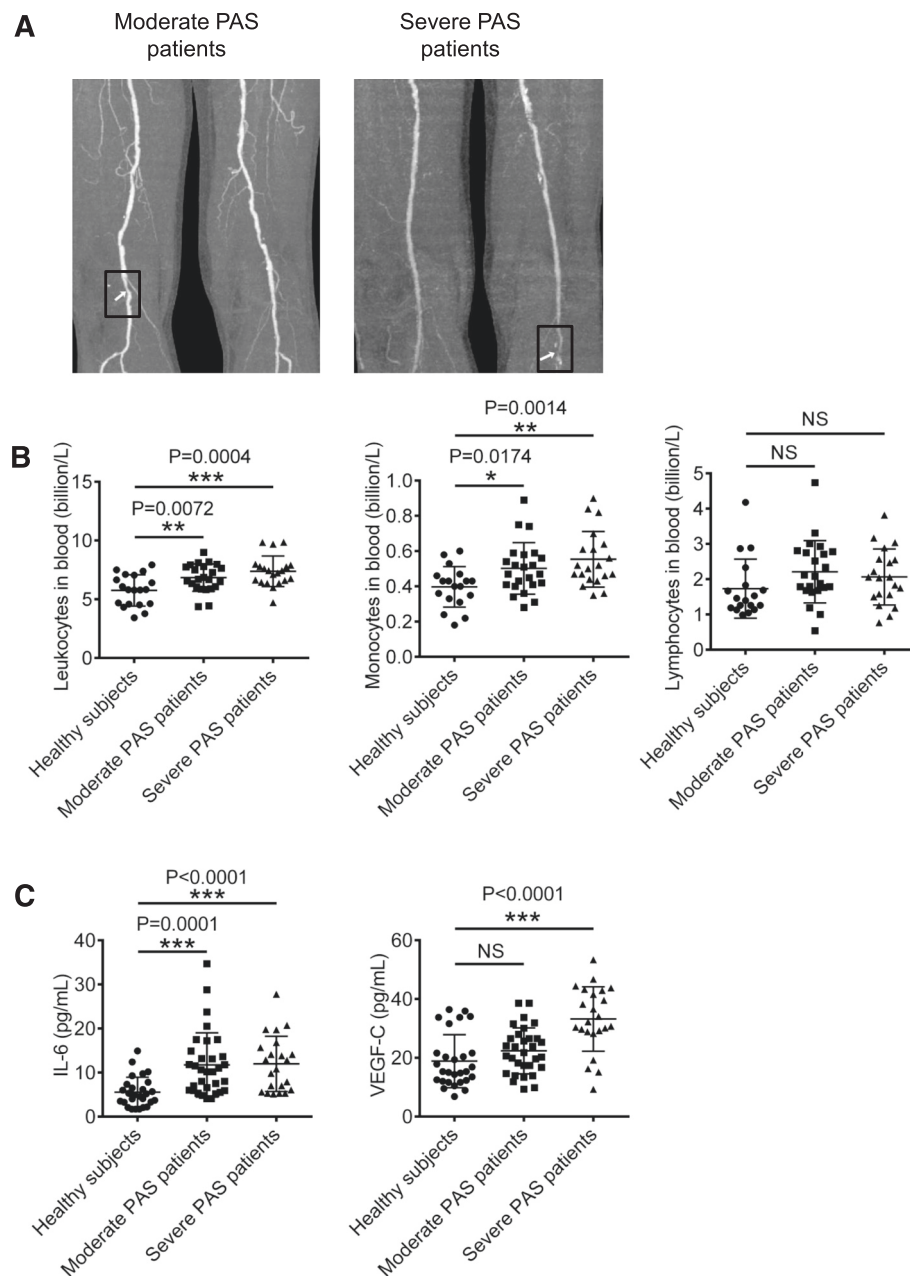 A
Moderate PAS
patients
Severe PAS
patients
B
Leukocytes in blood (billion/L)
15
10
5
0
P=0.0004
***
P=0.0072
**
Healthy subjects
Moderate PAS patients
Severe PAS patients
Monocytes in blood (billion/L)
1.0
0.8
0.6
0.4
0.2
0.0
P=0.0014
**
P=0.0174
*
Healthy subjects
Moderate PAS patients
Severe PAS patients
Lymphocytes in blood (billion/L)
5
4
3
2
1
0
NS
NS
Healthy subjects
Moderate PAS patients
Severe PAS patients
C
IL-6 (pg/mL)
40
30
20
10
0
P<0.0001
***
P=0.0001
***
Healthy subjects
Moderate PAS patients
Severe PAS patients
VEGF-C (pg/mL)
60
40
20
0
P<0.0001
***
NS
Healthy subjects
Moderate PAS patients
Severe PAS patients